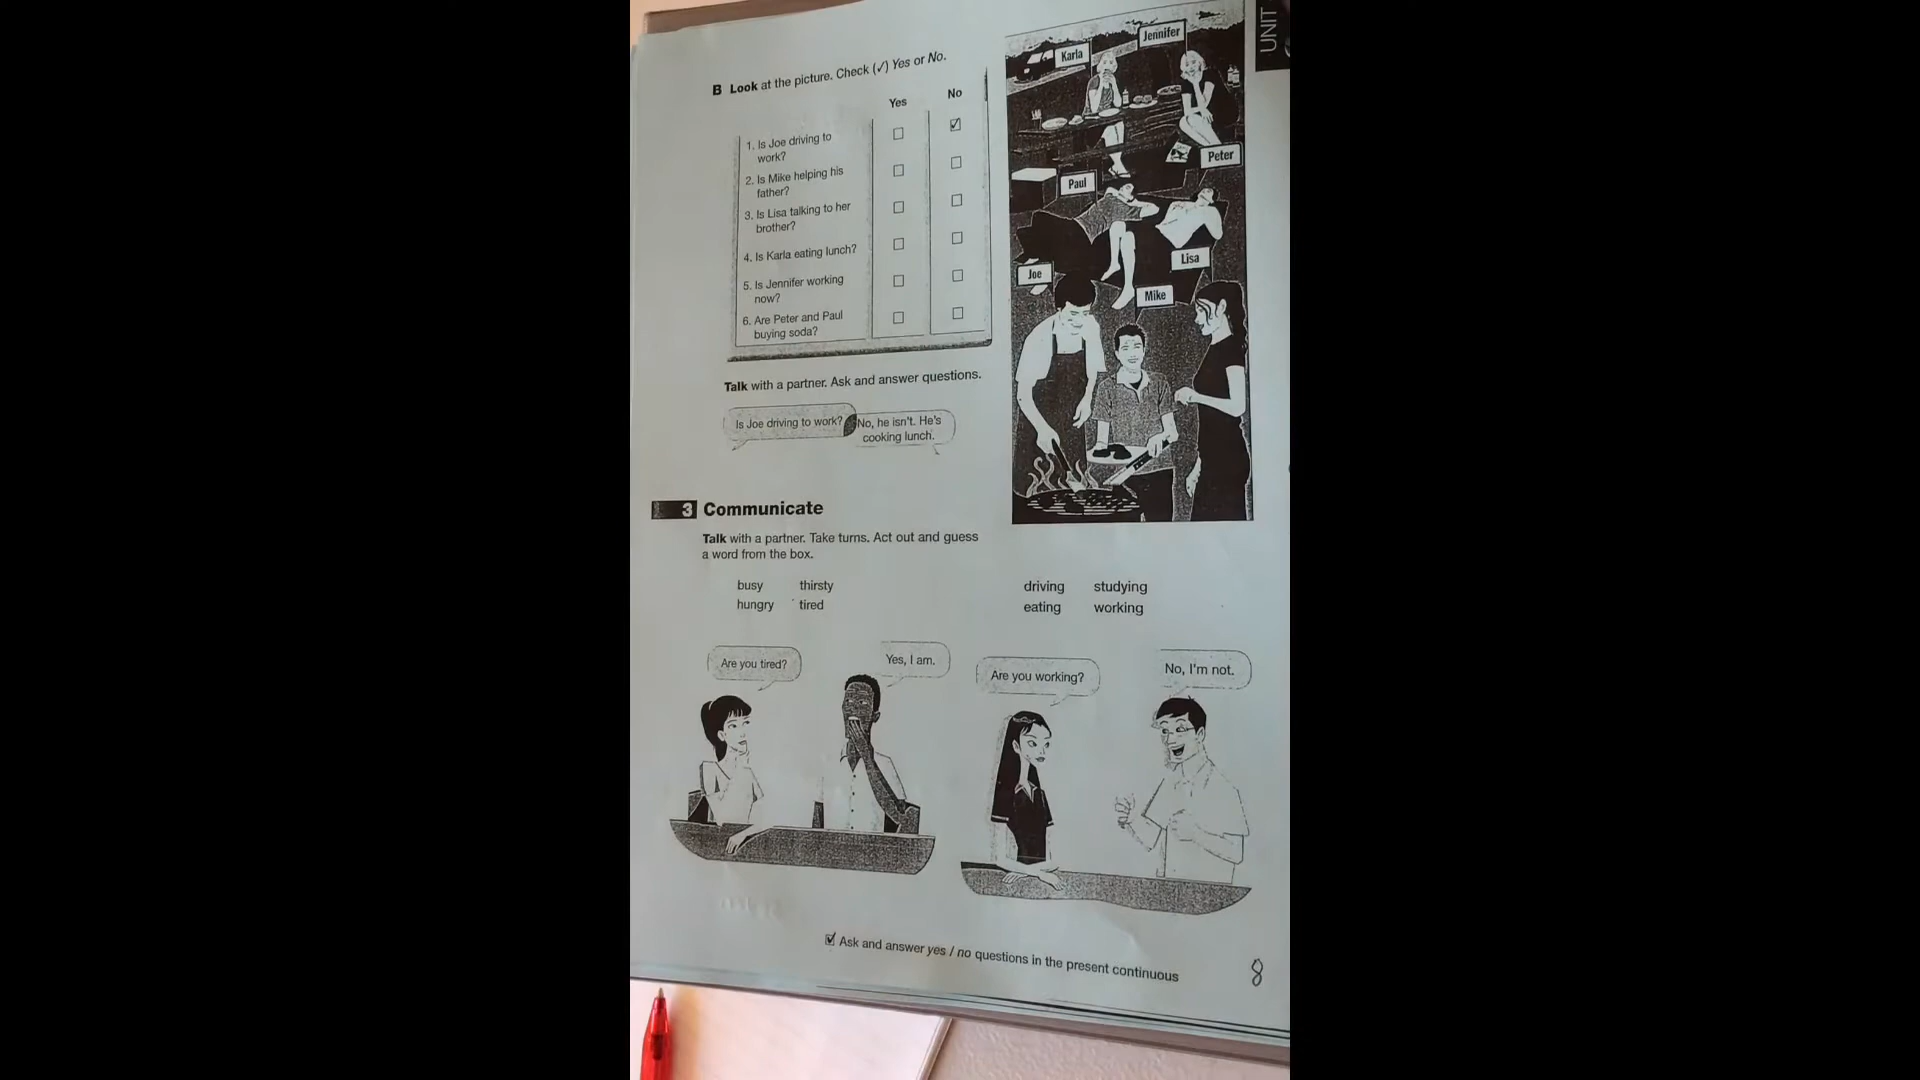 UNIT
B Look at the picture. Check (✓) Yes or No.
Yes No
1. Is Joe driving to
work?
2. Is Mike helping his
father?
3. Is Lisa talking to her
brother?
4. Is Karla eating lunch?
5. Is Jennifer working
now?
6. Are Peter and Paul
buying soda?
Karla
Jennifer
Peter
Paul
Lisa
Joe
Mike
Talk with a partner. Ask and answer questions.
Is Joe driving to work?
No, he isn't. He's
cooking lunch.
3 Communicate
Talk with a partner. Take turns. Act out and guess
a word from the box.
busy thirsty
hungry tired
driving studying
eating working
Are you tired?
Yes, I am.
Are you working?
No, I'm not.
☑ Ask and answer yes / no questions in the present continuous
8